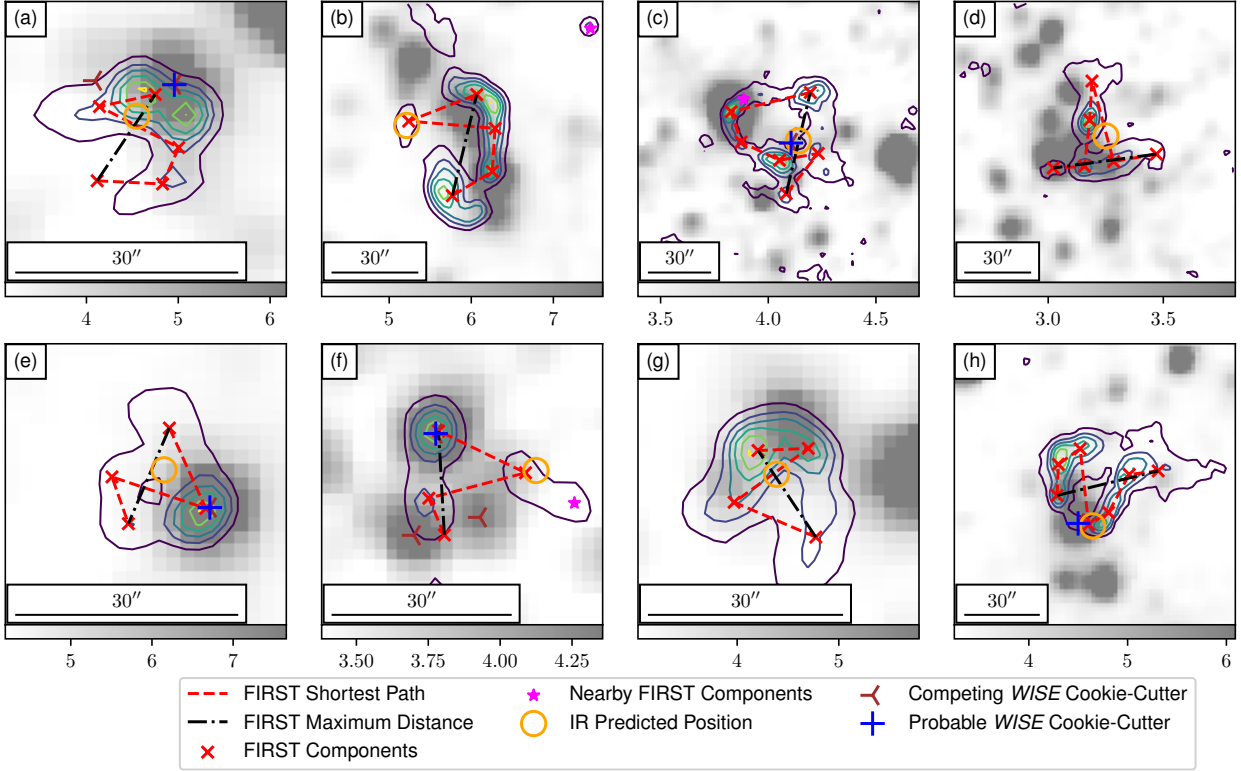 (a) (b) (c) (d)
30″ 30″ 30″ 30″
4 5 6 5 6 7 3.5 4.0 4.5 3.0 3.5
(e) (f) (g) (h)
30″ 30″ 30″ 30″
5 6 7 3.50 3.75 4.00 4.25 4 5 4 5 6
FIRST Shortest Path Nearby FIRST Components Competing WISE Cookie-Cutter
FIRST Maximum Distance IR Predicted Position Probable WISE Cookie-Cutter
FIRST Components